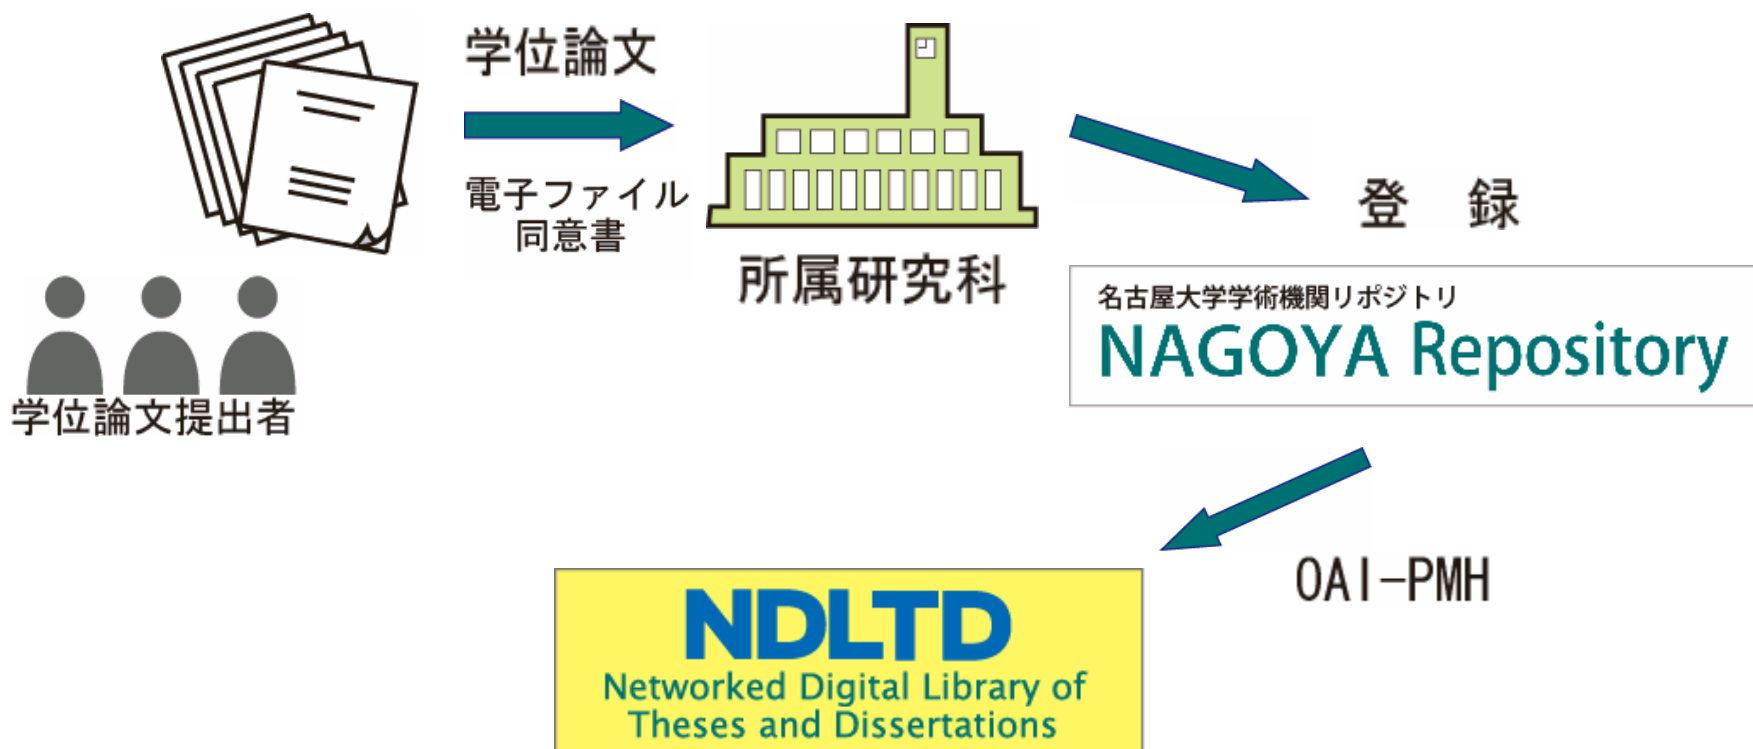 学位論文
電子ファイル
同意書
所属研究科
学位論文提出者
登 録
名古屋大学学術機関リポジトリ
NAGOYA Repository
OAI-PMH
NDLTD
Networked Digital Library of
Theses and Dissertations